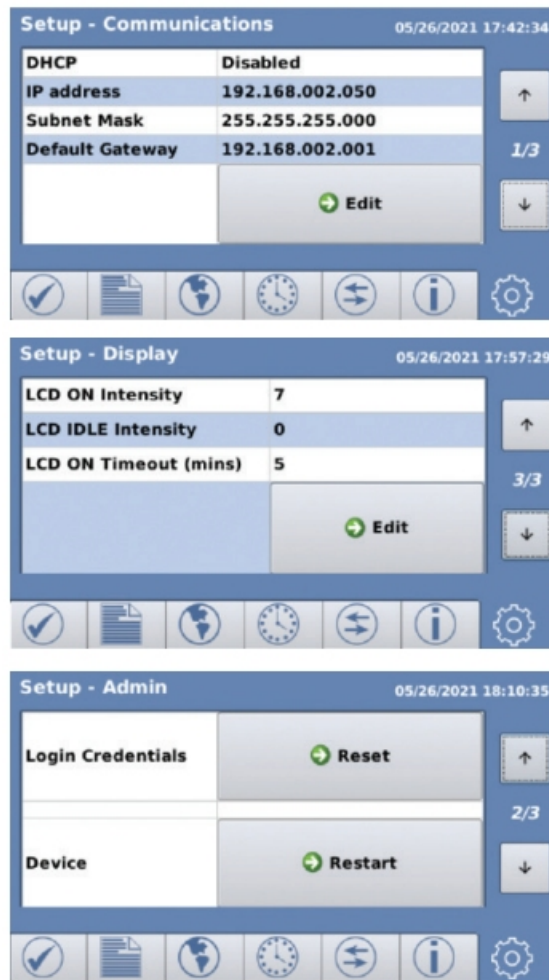 Setup - Communications 05/26/2021 17:42:34
DHCP Disabled
IP address 192.168.002.050
Subnet Mask 255.255.255.000
Default Gateway 192.168.002.001
1/3
Edit
Setup - Display 05/26/2021 17:57:29
LCD ON Intensity 7
LCD IDLE Intensity 0
LCD ON Timeout (mins) 5
3/3
Edit
Setup - Admin 05/26/2021 18:10:35
Login Credentials Reset
2/3
Device Restart